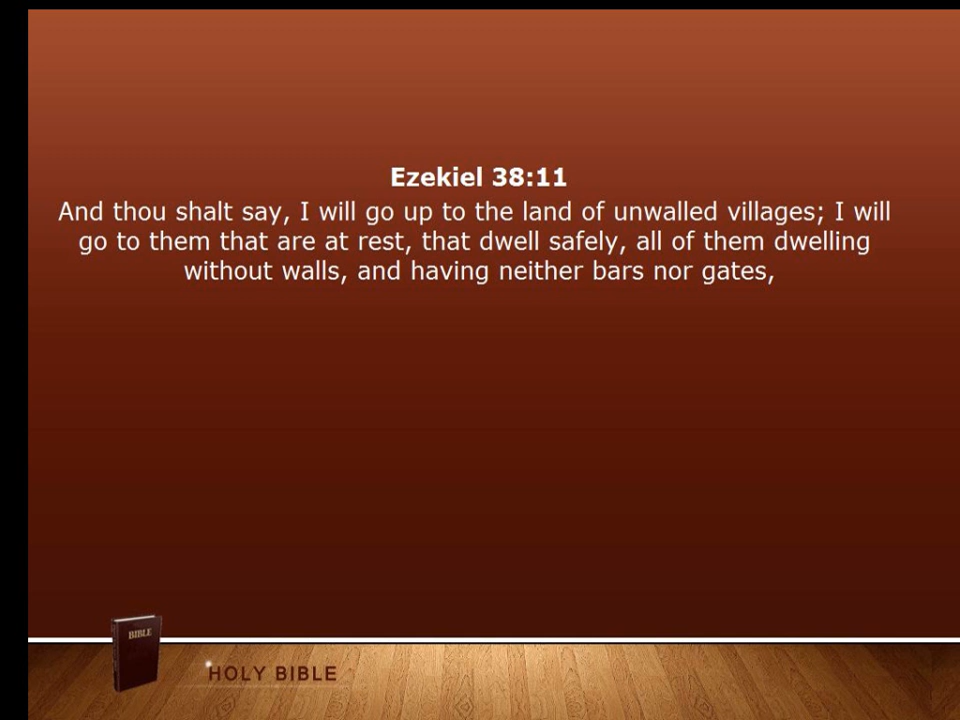 Ezekiel 38:11
And thou shalt say, I will go up to the land of unwalled villages; I will
go to them that are at rest, that dwell safely, all of them dwelling
without walls, and having neither bars nor gates,
BIBLE
HOLY BIBLE